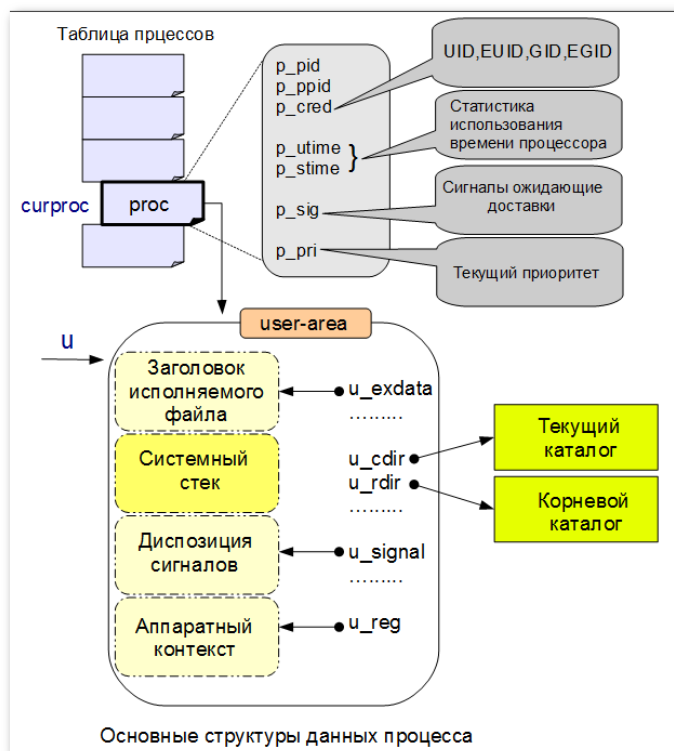 Таблица прцессов
p_pid
p_ppid
p_cred
p_utime
p_stime
}
p_sig
p_pri
UID,EUID,GID,EGID
Статистика
использования
времени процессора
Сигналы ожидающие
доставки
Текущий приоритет
curproc
proc
user-area
u
Заголовок
исполняемого
файла
u_exdata
.........
Системный
стек
u_cdir
u_rdir
.........
Текущий
каталог
Корневой
каталог
Диспозиция
сигналов
u_signal
.........
Аппаратный
контекст
u_reg
Основные структуры данных процесса